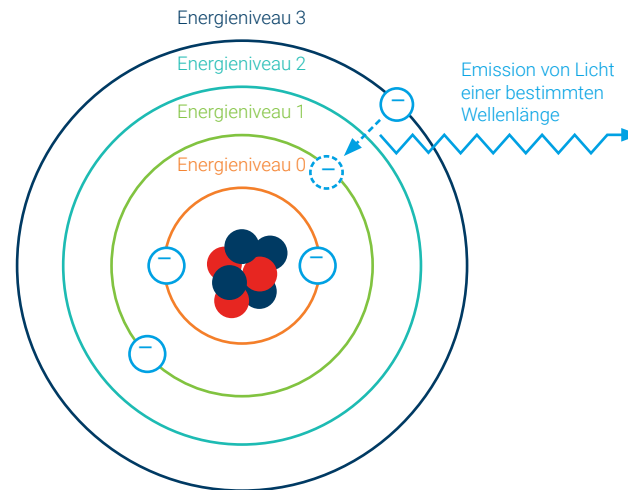 Energieniveau 3
Energieniveau 2
Energieniveau 1
Energieniveau 0
Emission von Licht
einer bestimmten
Wellenlänge
−
−
−
−
−